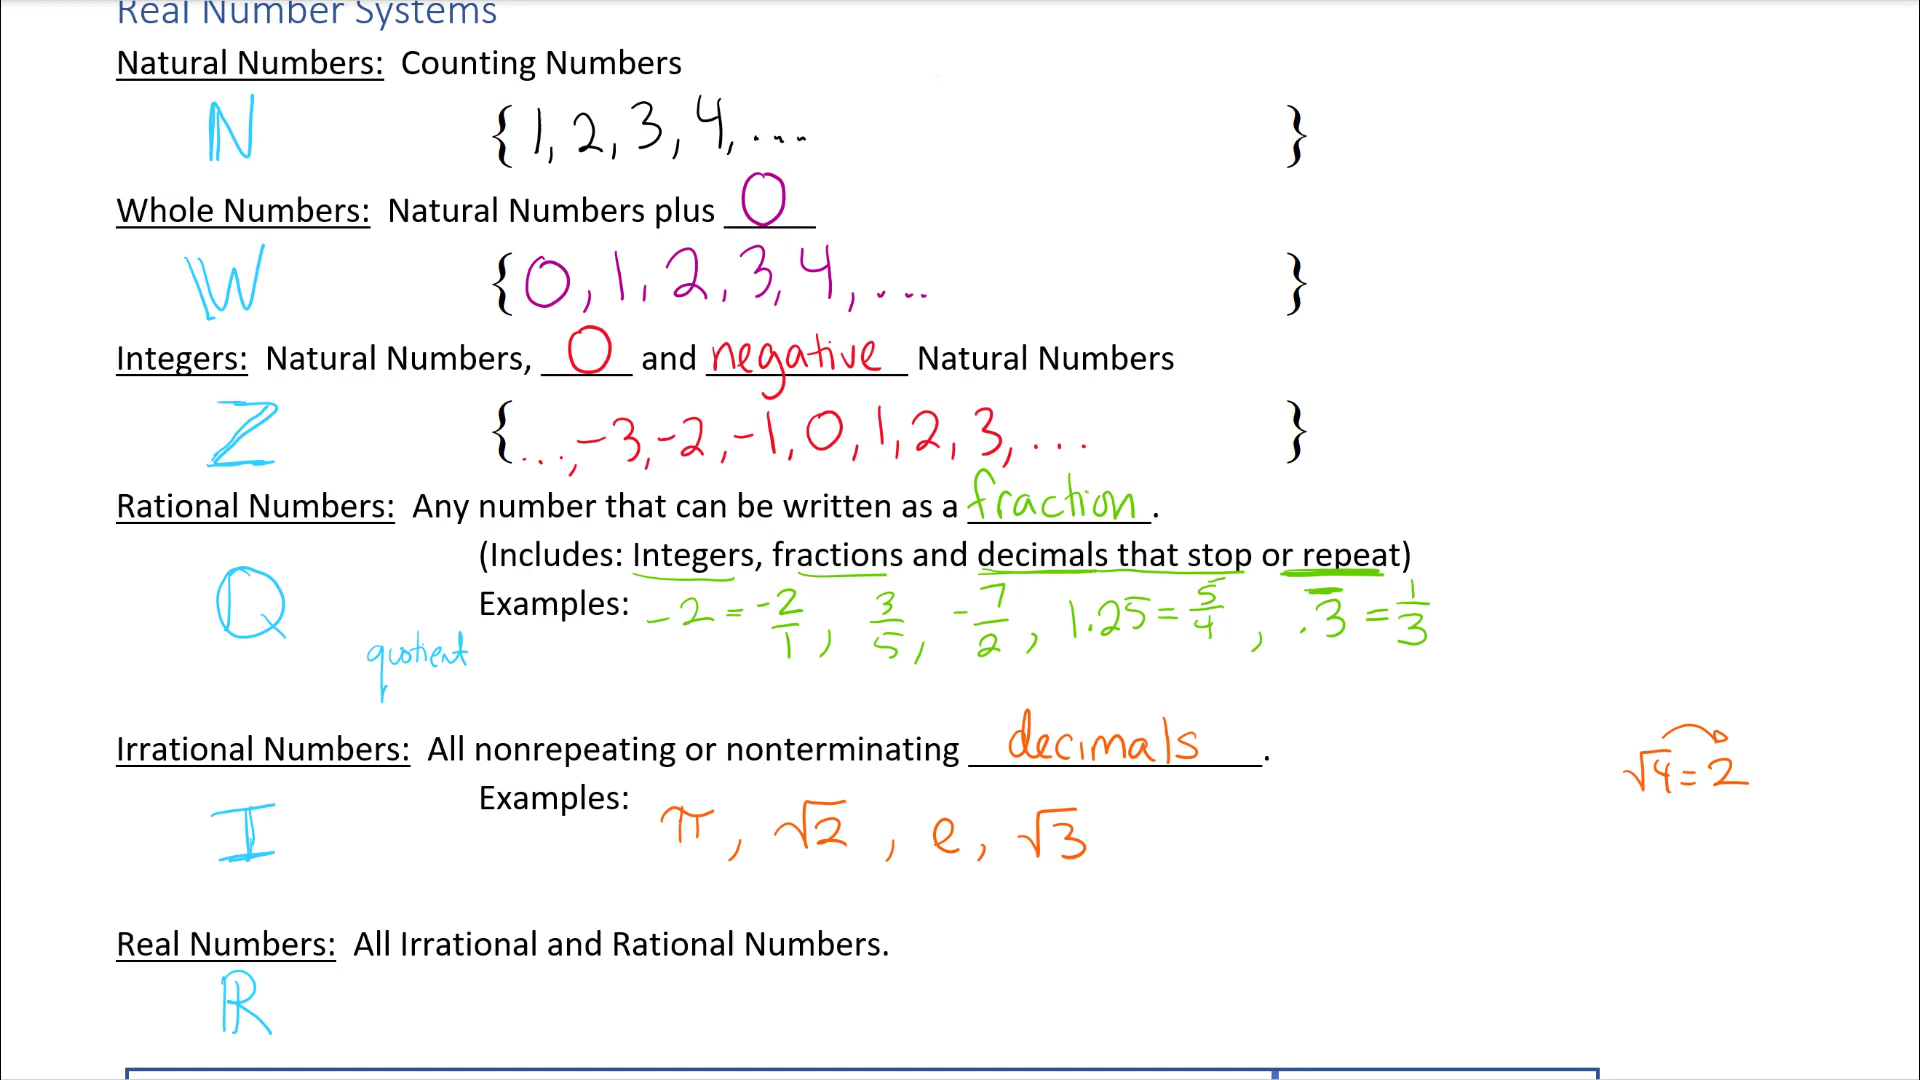 Real Number Systems
Natural Numbers: Counting Numbers
N { 1, 2, 3, 4, ... }
Whole Numbers: Natural Numbers plus 0
W { 0, 1, 2, 3, 4, ... }
Integers: Natural Numbers, 0 and negative Natural Numbers
Z { ..., -3, -2, -1, 0, 1, 2, 3, ... }
Rational Numbers: Any number that can be written as a fraction.
(Includes: Integers, fractions and decimals that stop or repeat)
Q Examples: -2 = -2/1, 3/5, -7/2, 1.25 = 5/4, .3̅ = 1/3
quotient
Irrational Numbers: All nonrepeating or nonterminating decimals.
√4 = 2
I Examples: π, √2, e, √3
Real Numbers: All Irrational and Rational Numbers.
R